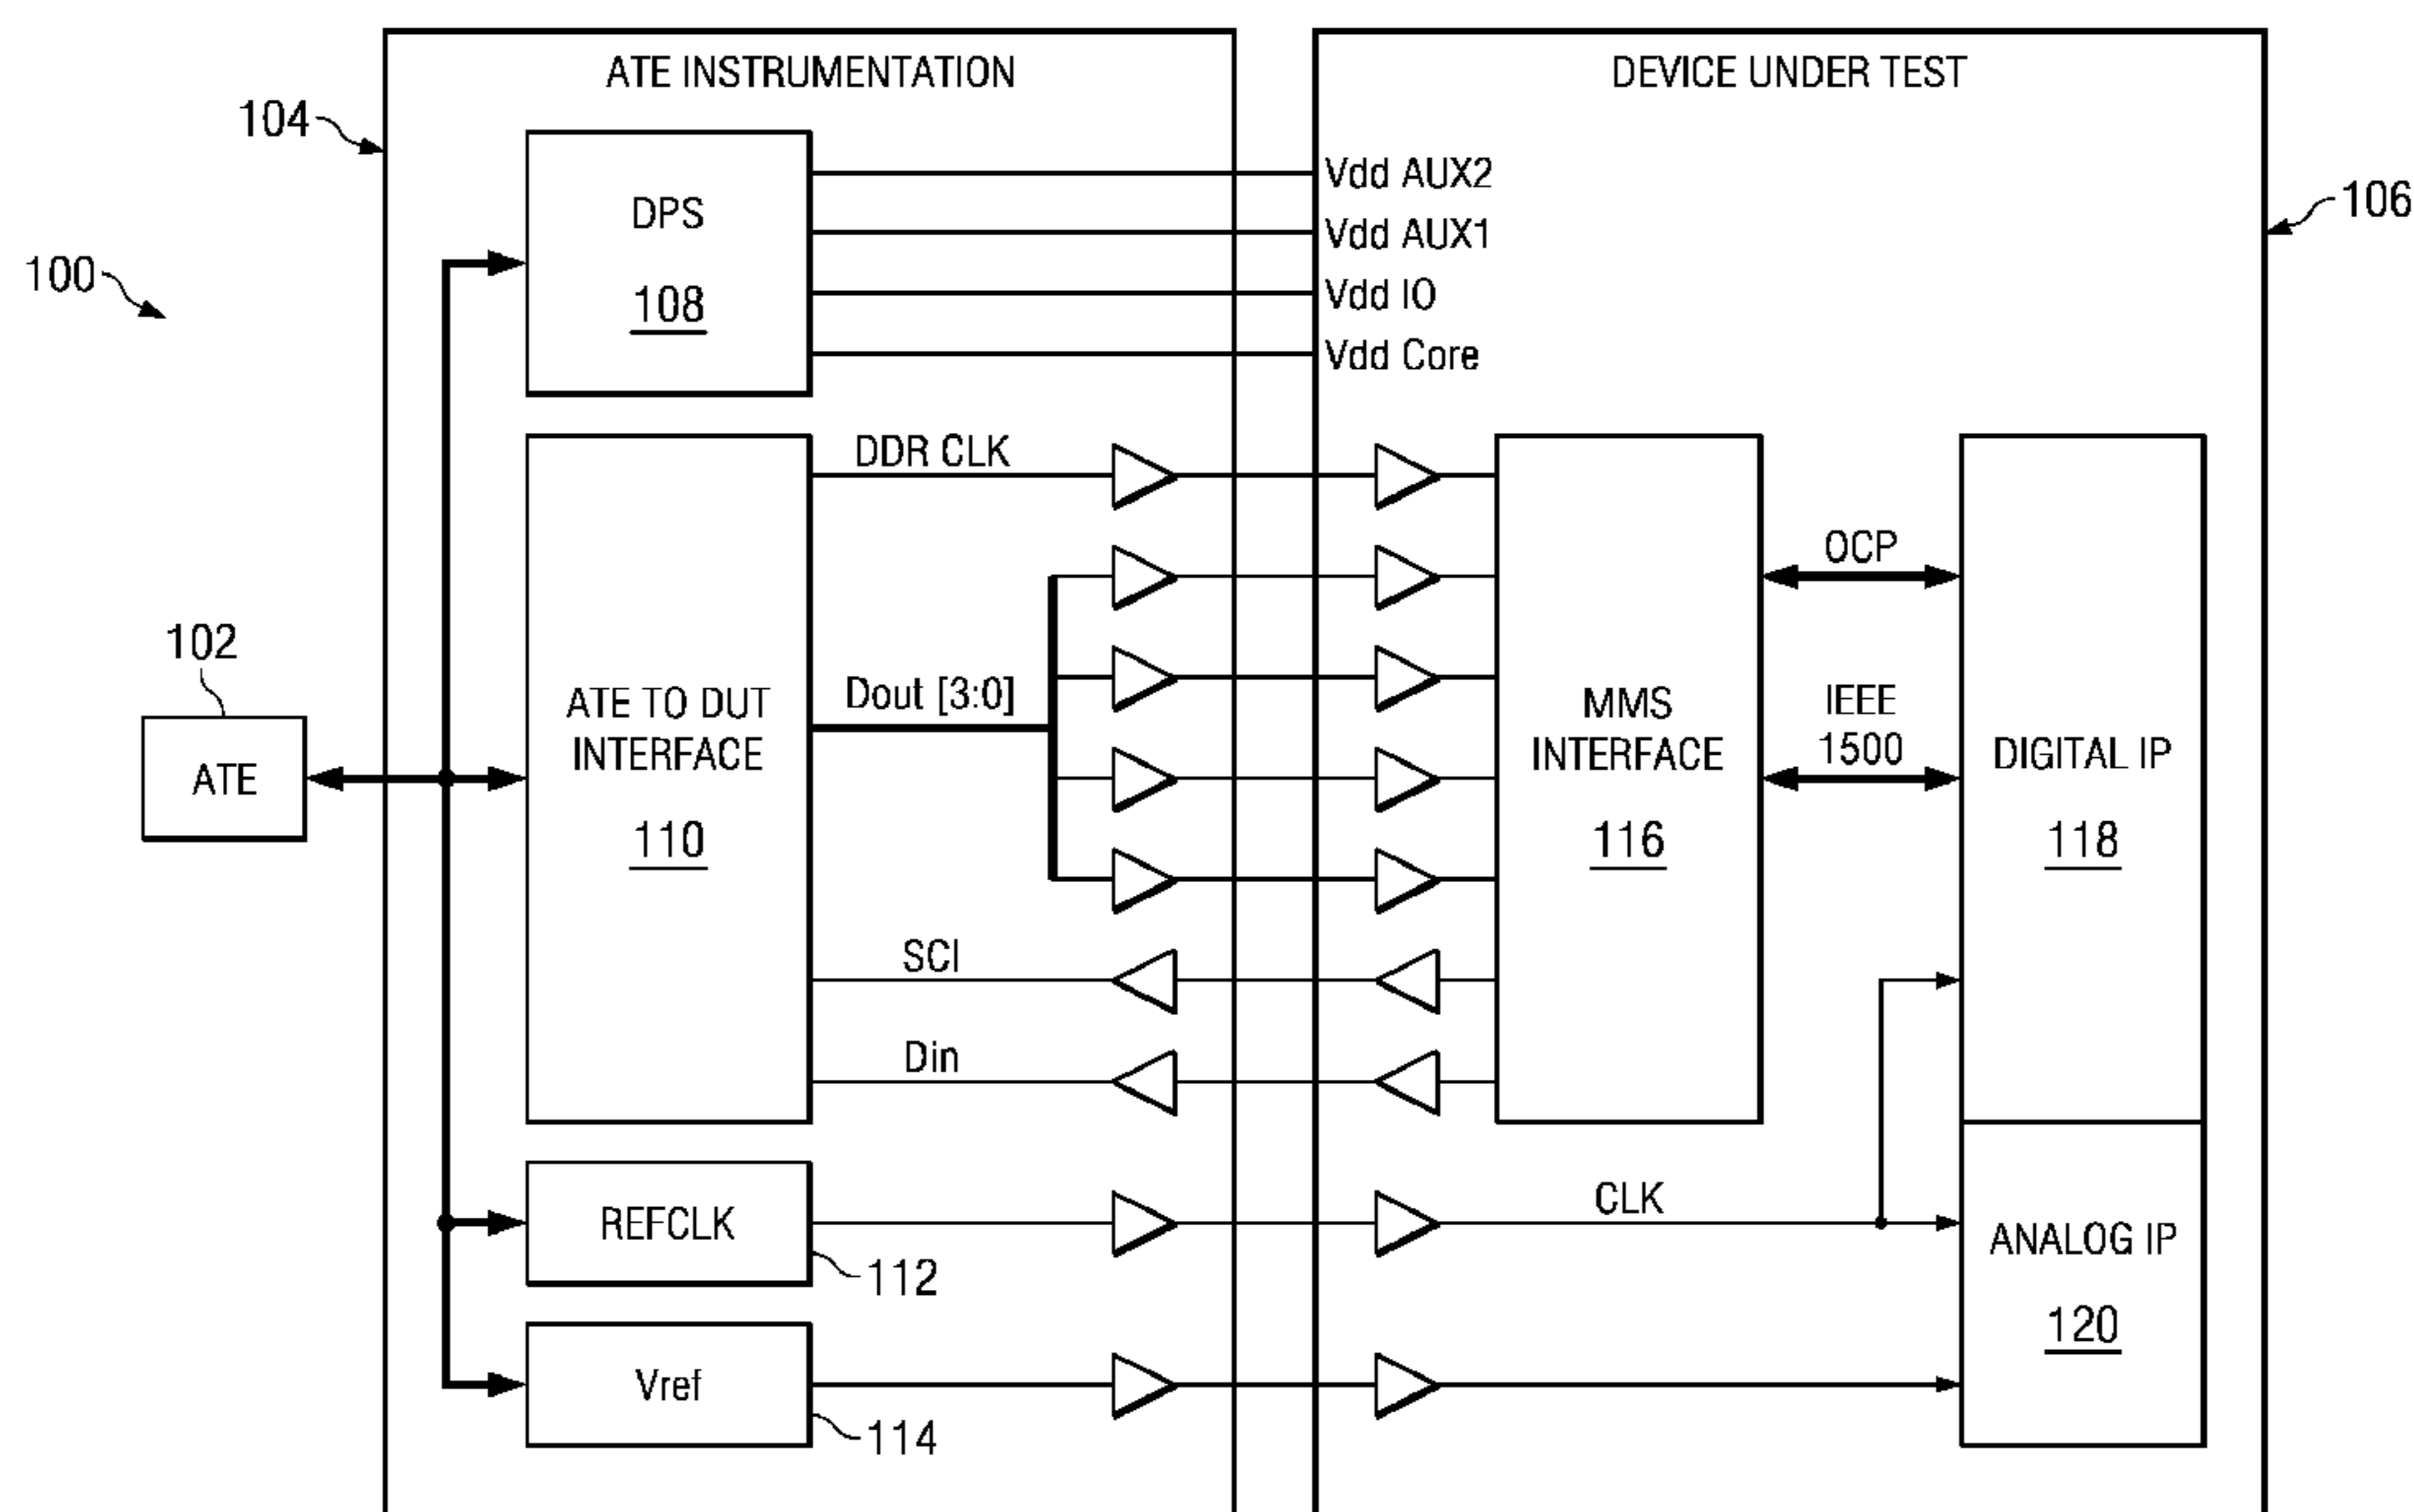 ATE INSTRUMENTATION
DEVICE UNDER TEST
104
106
100
DPS
108
Vdd AUX2
Vdd AUX1
Vdd IO
Vdd Core
DDR CLK
Dout [3:0]
SCI
Din
102
ATE
ATE TO DUT
INTERFACE
110
MMS
INTERFACE
116
OCP
IEEE
1500
DIGITAL IP
118
REFCLK
112
CLK
ANALOG IP
120
Vref
114